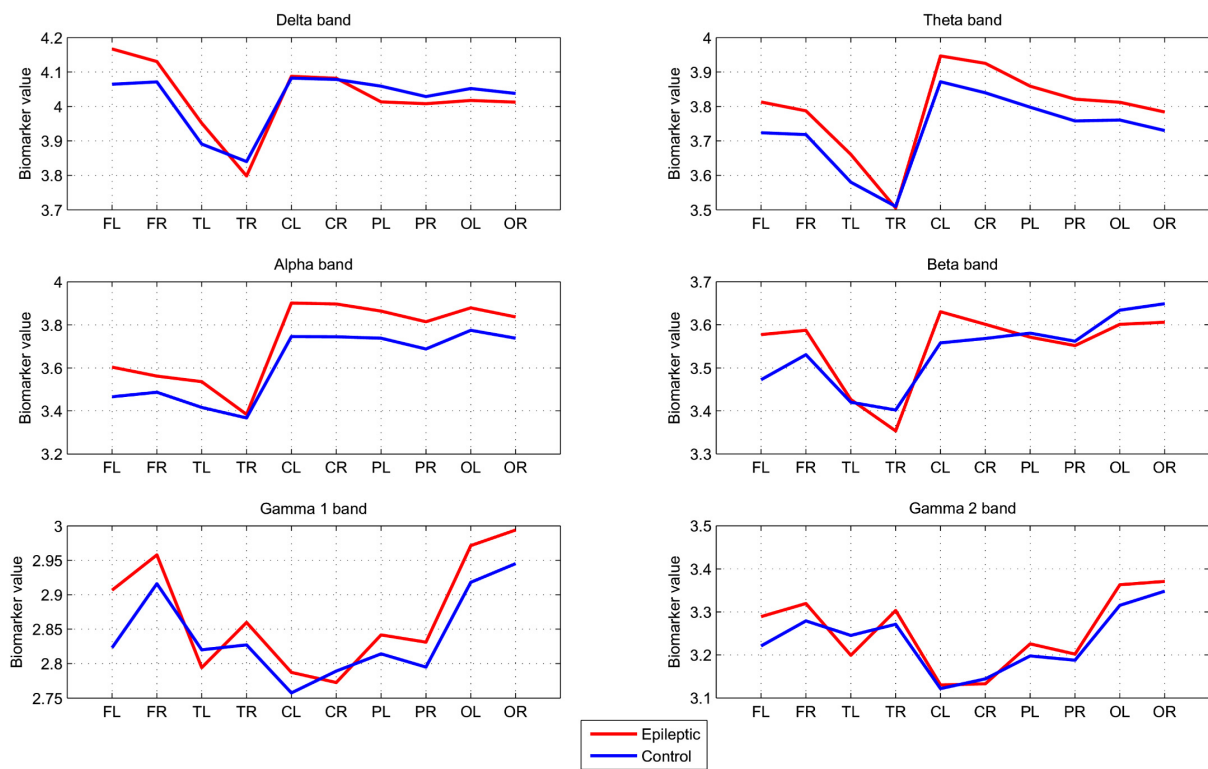 Delta band
Biomarker value
4.2
4.1
4
3.9
3.8
3.7
FL FR TL TR CL CR PL PR OL OR
Theta band
Biomarker value
4
3.9
3.8
3.7
3.6
3.5
FL FR TL TR CL CR PL PR OL OR
Alpha band
Biomarker value
4
3.8
3.6
3.4
3.2
FL FR TL TR CL CR PL PR OL OR
Beta band
Biomarker value
3.7
3.6
3.5
3.4
3.3
FL FR TL TR CL CR PL PR OL OR
Gamma 1 band
Biomarker value
3
2.95
2.9
2.85
2.8
2.75
FL FR TL TR CL CR PL PR OL OR
Gamma 2 band
Biomarker value
3.5
3.4
3.3
3.2
3.1
FL FR TL TR CL CR PL PR OL OR
Epileptic
Control